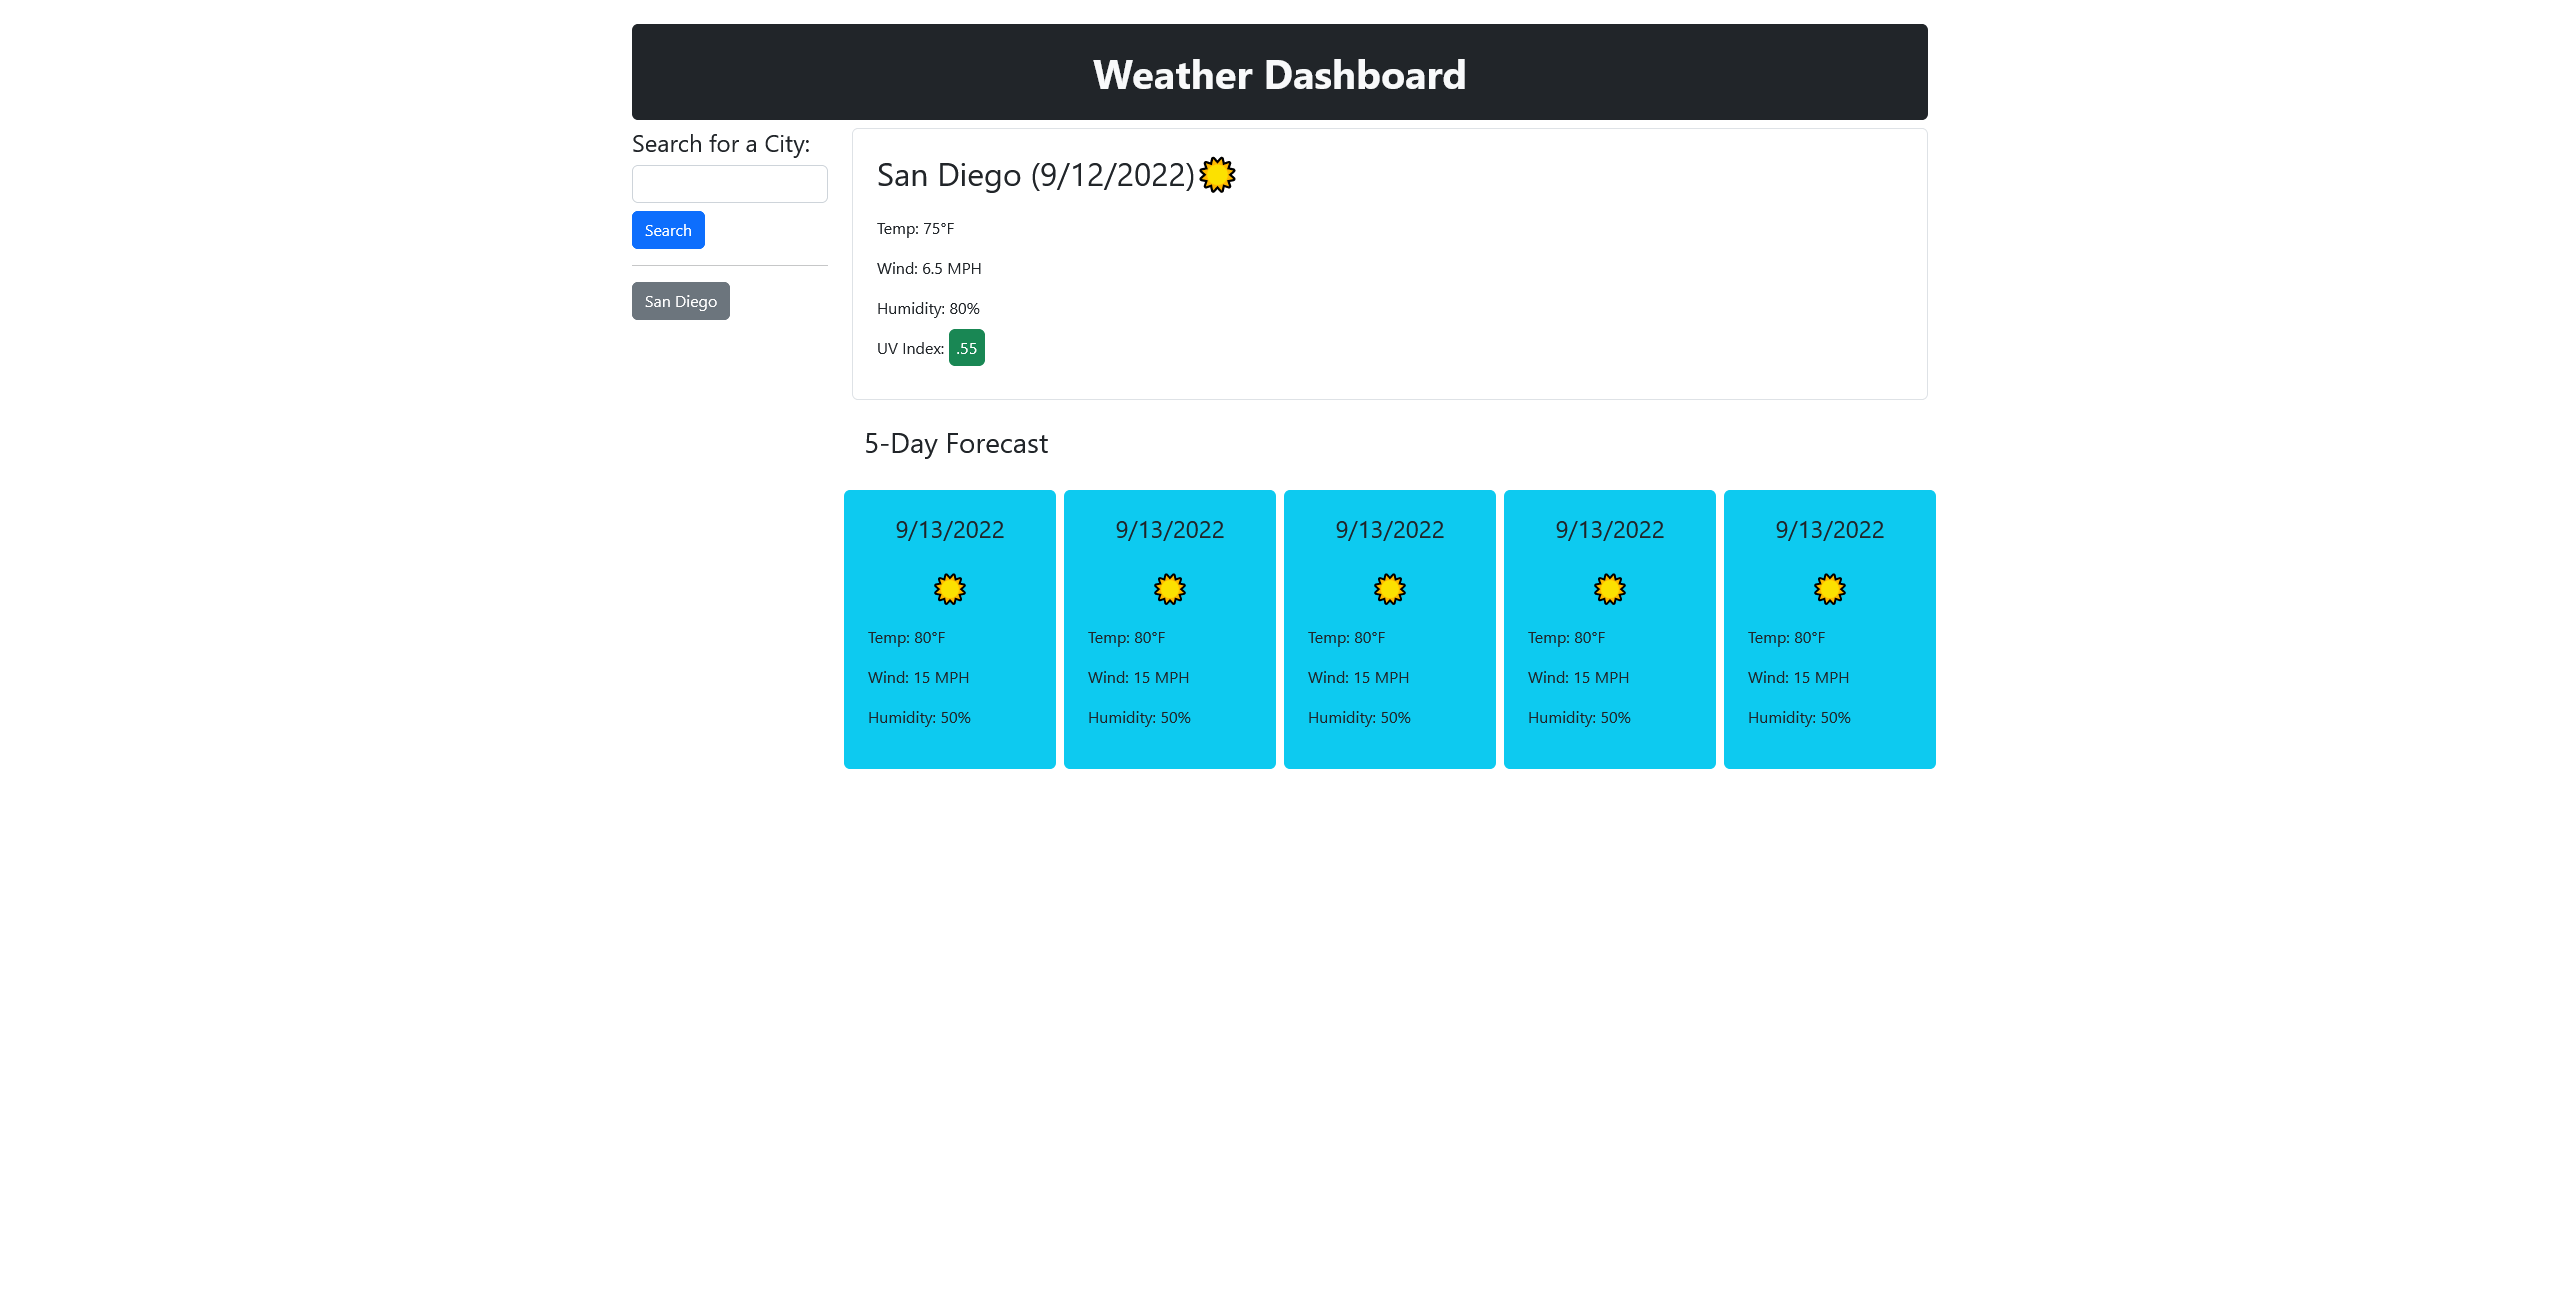 Weather Dashboard
Search for a City:
Search
San Diego
San Diego (9/12/2022)
Temp: 75°F
Wind: 6.5 MPH
Humidity: 80%
UV Index: .55
5-Day Forecast
9/13/2022
Temp: 80°F
Wind: 15 MPH
Humidity: 50%
9/13/2022
Temp: 80°F
Wind: 15 MPH
Humidity: 50%
9/13/2022
Temp: 80°F
Wind: 15 MPH
Humidity: 50%
9/13/2022
Temp: 80°F
Wind: 15 MPH
Humidity: 50%
9/13/2022
Temp: 80°F
Wind: 15 MPH
Humidity: 50%